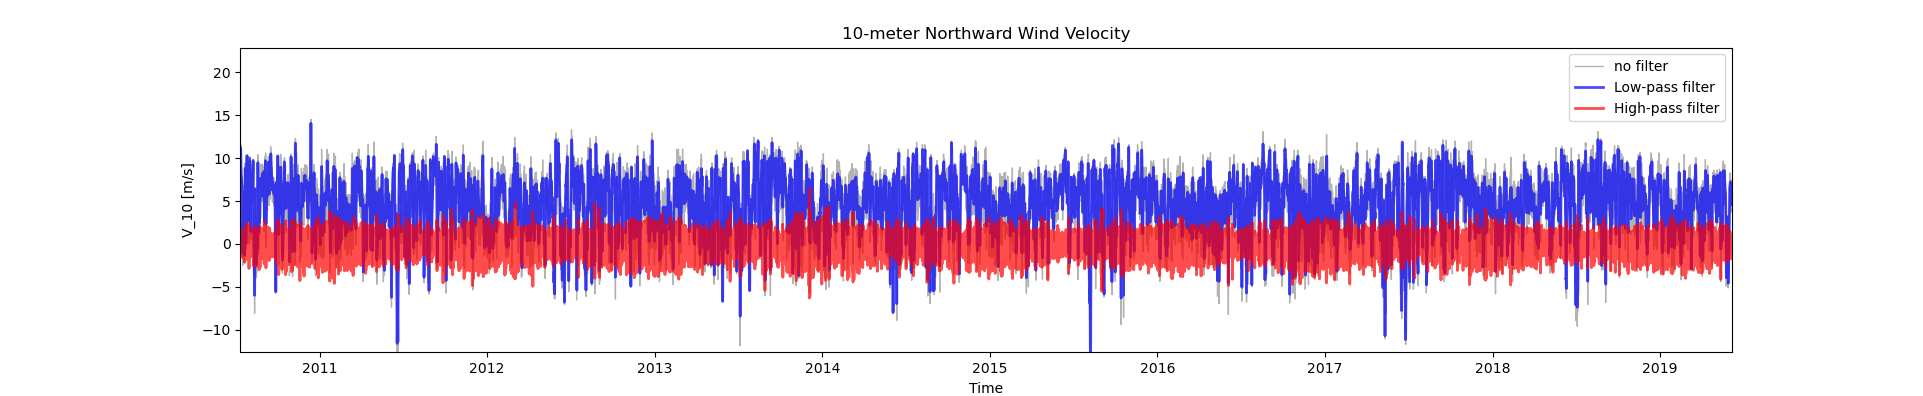 10-meter Northward Wind Velocity
no filter
Low-pass filter
High-pass filter
V_10 [m/s]
20
15
10
5
0
−5
−10
2011 2012 2013 2014 2015 2016 2017 2018 2019
Time